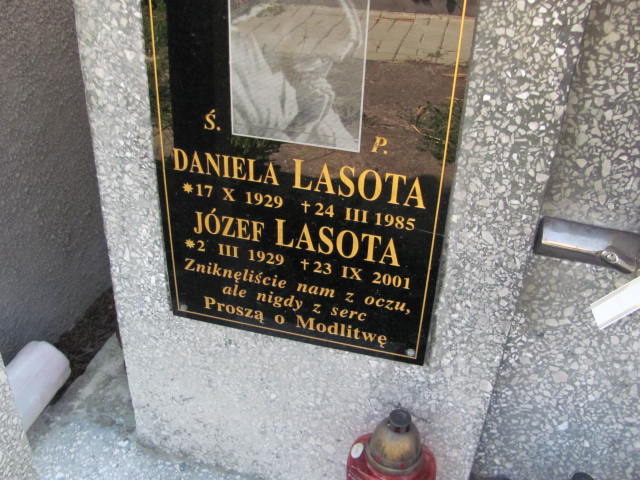 Ś. P.
DANIELA LASOTA
*17 X 1929 †24 III 1985
JÓZEF LASOTA
*2 III 1929 †23 IX 2001
Zniknęliście nam z oczu,
ale nigdy z serc
Proszą o Modlitwę